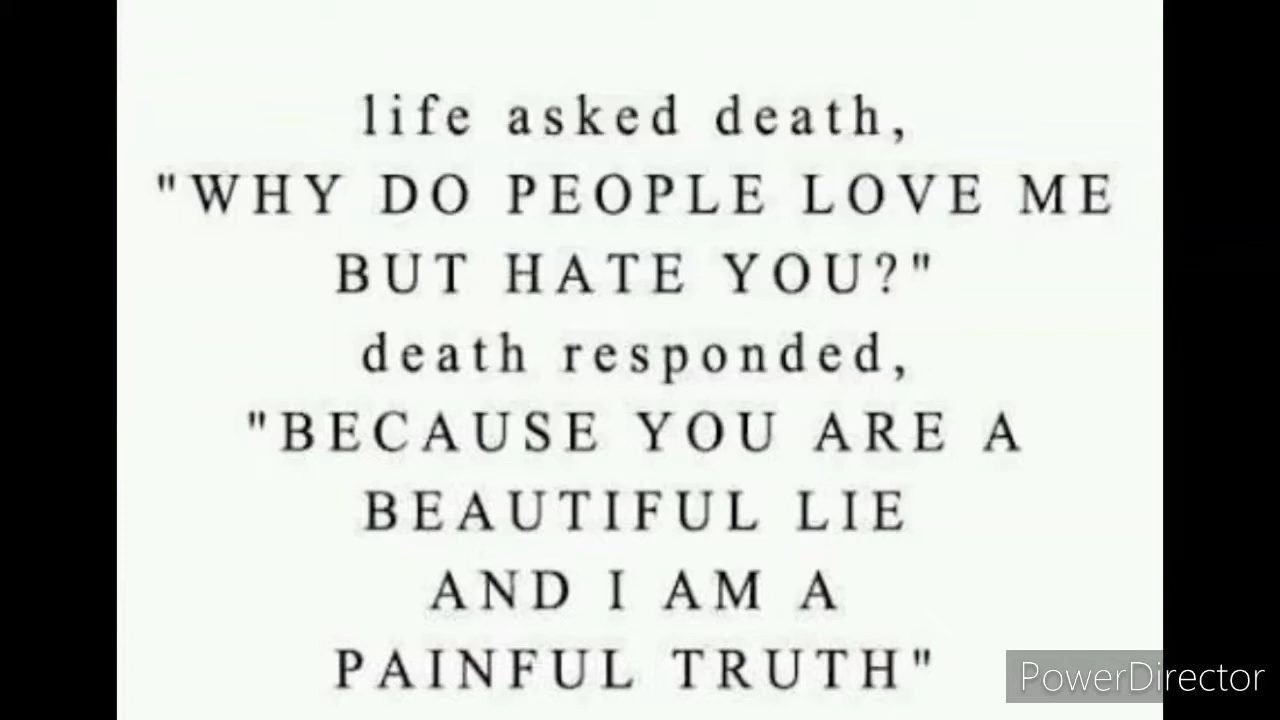 life asked death,
"WHY DO PEOPLE LOVE ME
BUT HATE YOU?"
death responded,
"BECAUSE YOU ARE A
BEAUTIFUL LIE
AND I AM A
PAINFUL TRUTH"
PowerDirector